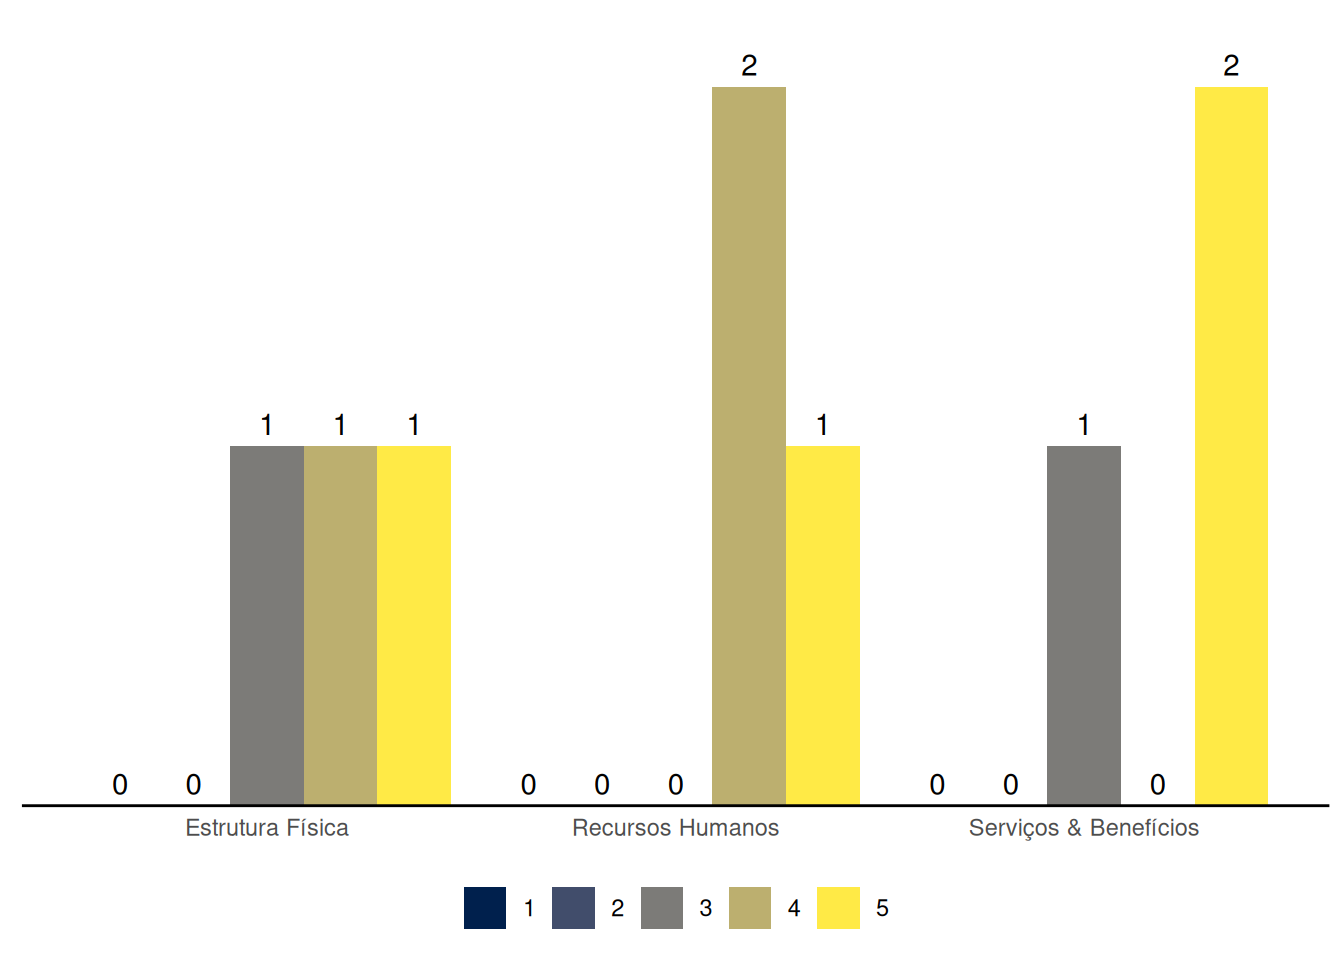 2 2
1 1 1 1 1
0 0 0 0 0 0 0 0
Estrutura Física Recursos Humanos Serviços & Benefícios
1 2 3 4 5